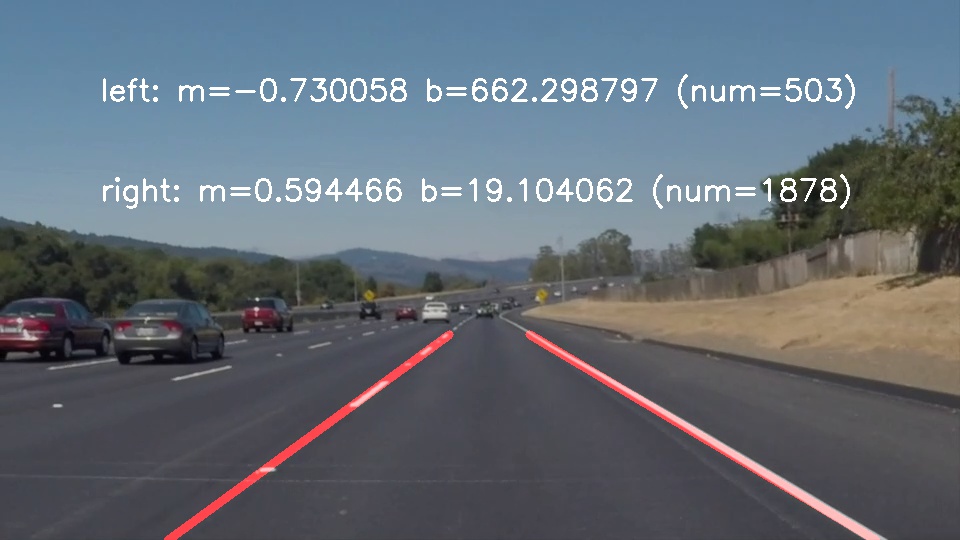 left: m=-0.730058 b=662.298797 (num=503)
right: m=0.594466 b=19.104062 (num=1878)